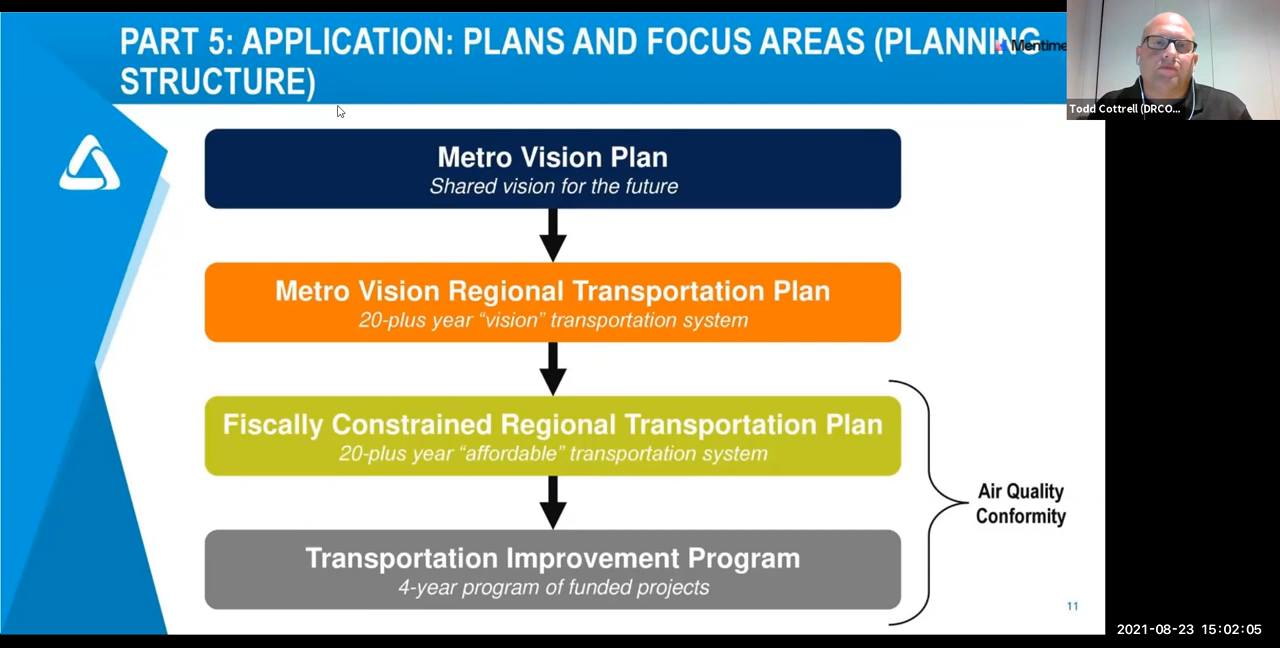 PART 5: APPLICATION: PLANS AND FOCUS AREAS (PLANNING
STRUCTURE)
Mentime
Todd Cottrell (DRCO...
Metro Vision Plan
Shared vision for the future
Metro Vision Regional Transportation Plan
20-plus year “vision” transportation system
Fiscally Constrained Regional Transportation Plan
20-plus year “affordable” transportation system
Air Quality
Conformity
Transportation Improvement Program
4-year program of funded projects
11
2021-08-23 15:02:05